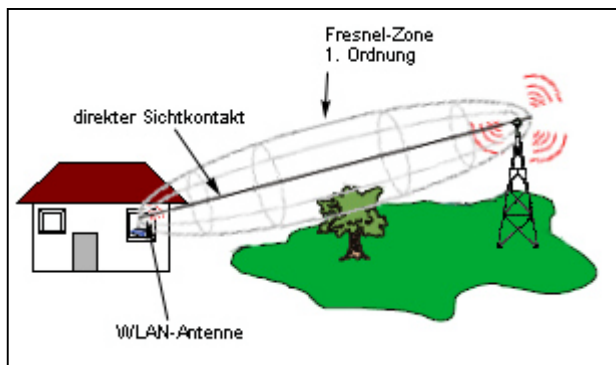 Fresnel-Zone
1. Ordnung
direkter Sichtkontakt
WLAN-Antenne